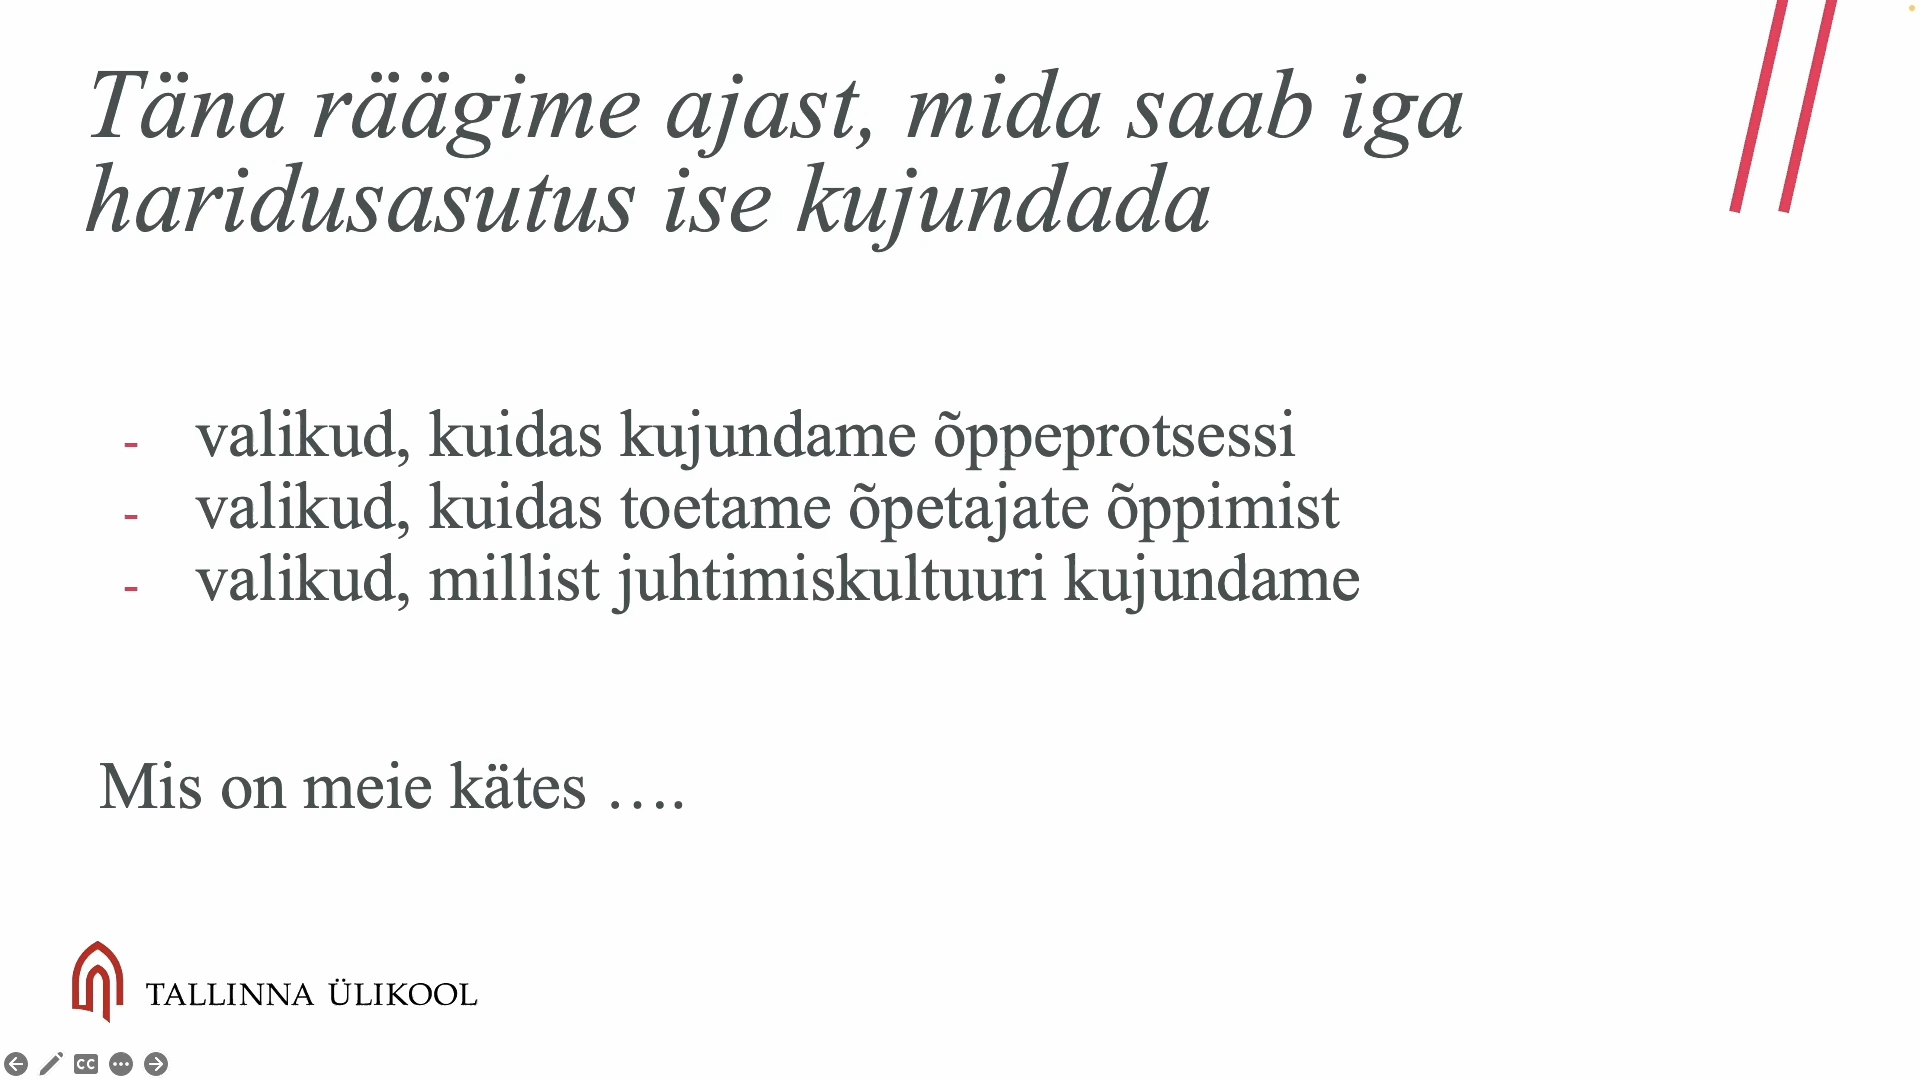 Täna räägime ajast, mida saab iga
haridusasutus ise kujundada
- valikud, kuidas kujundame õppeprotsessi
- valikud, kuidas toetame õpetajate õppimist
- valikud, millist juhtimiskultuuri kujundame
Mis on meie kätes ….
TALLINNA ÜLIKOOL
CC